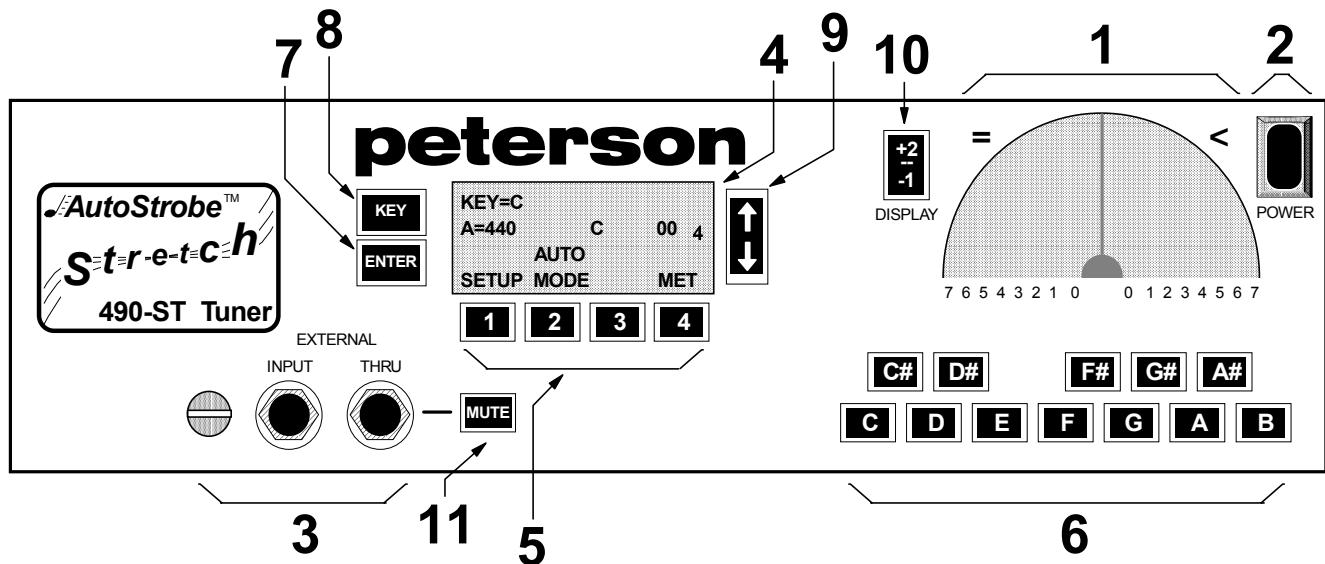 8
9
10
1
2
7
4
peterson
=
<
+2
--
-1
DISPLAY
POWER
AutoStrobe™
Stretch
490-ST Tuner
KEY
ENTER
KEY=C
A=440 C 00 4
AUTO
SETUP MODE MET
1 2 3 4
7 6 5 4 3 2 1 0 0 1 2 3 4 5 6 7
EXTERNAL
INPUT THRU
MUTE
C# D# F# G# A#
C D E F G A B
3
11
5
6